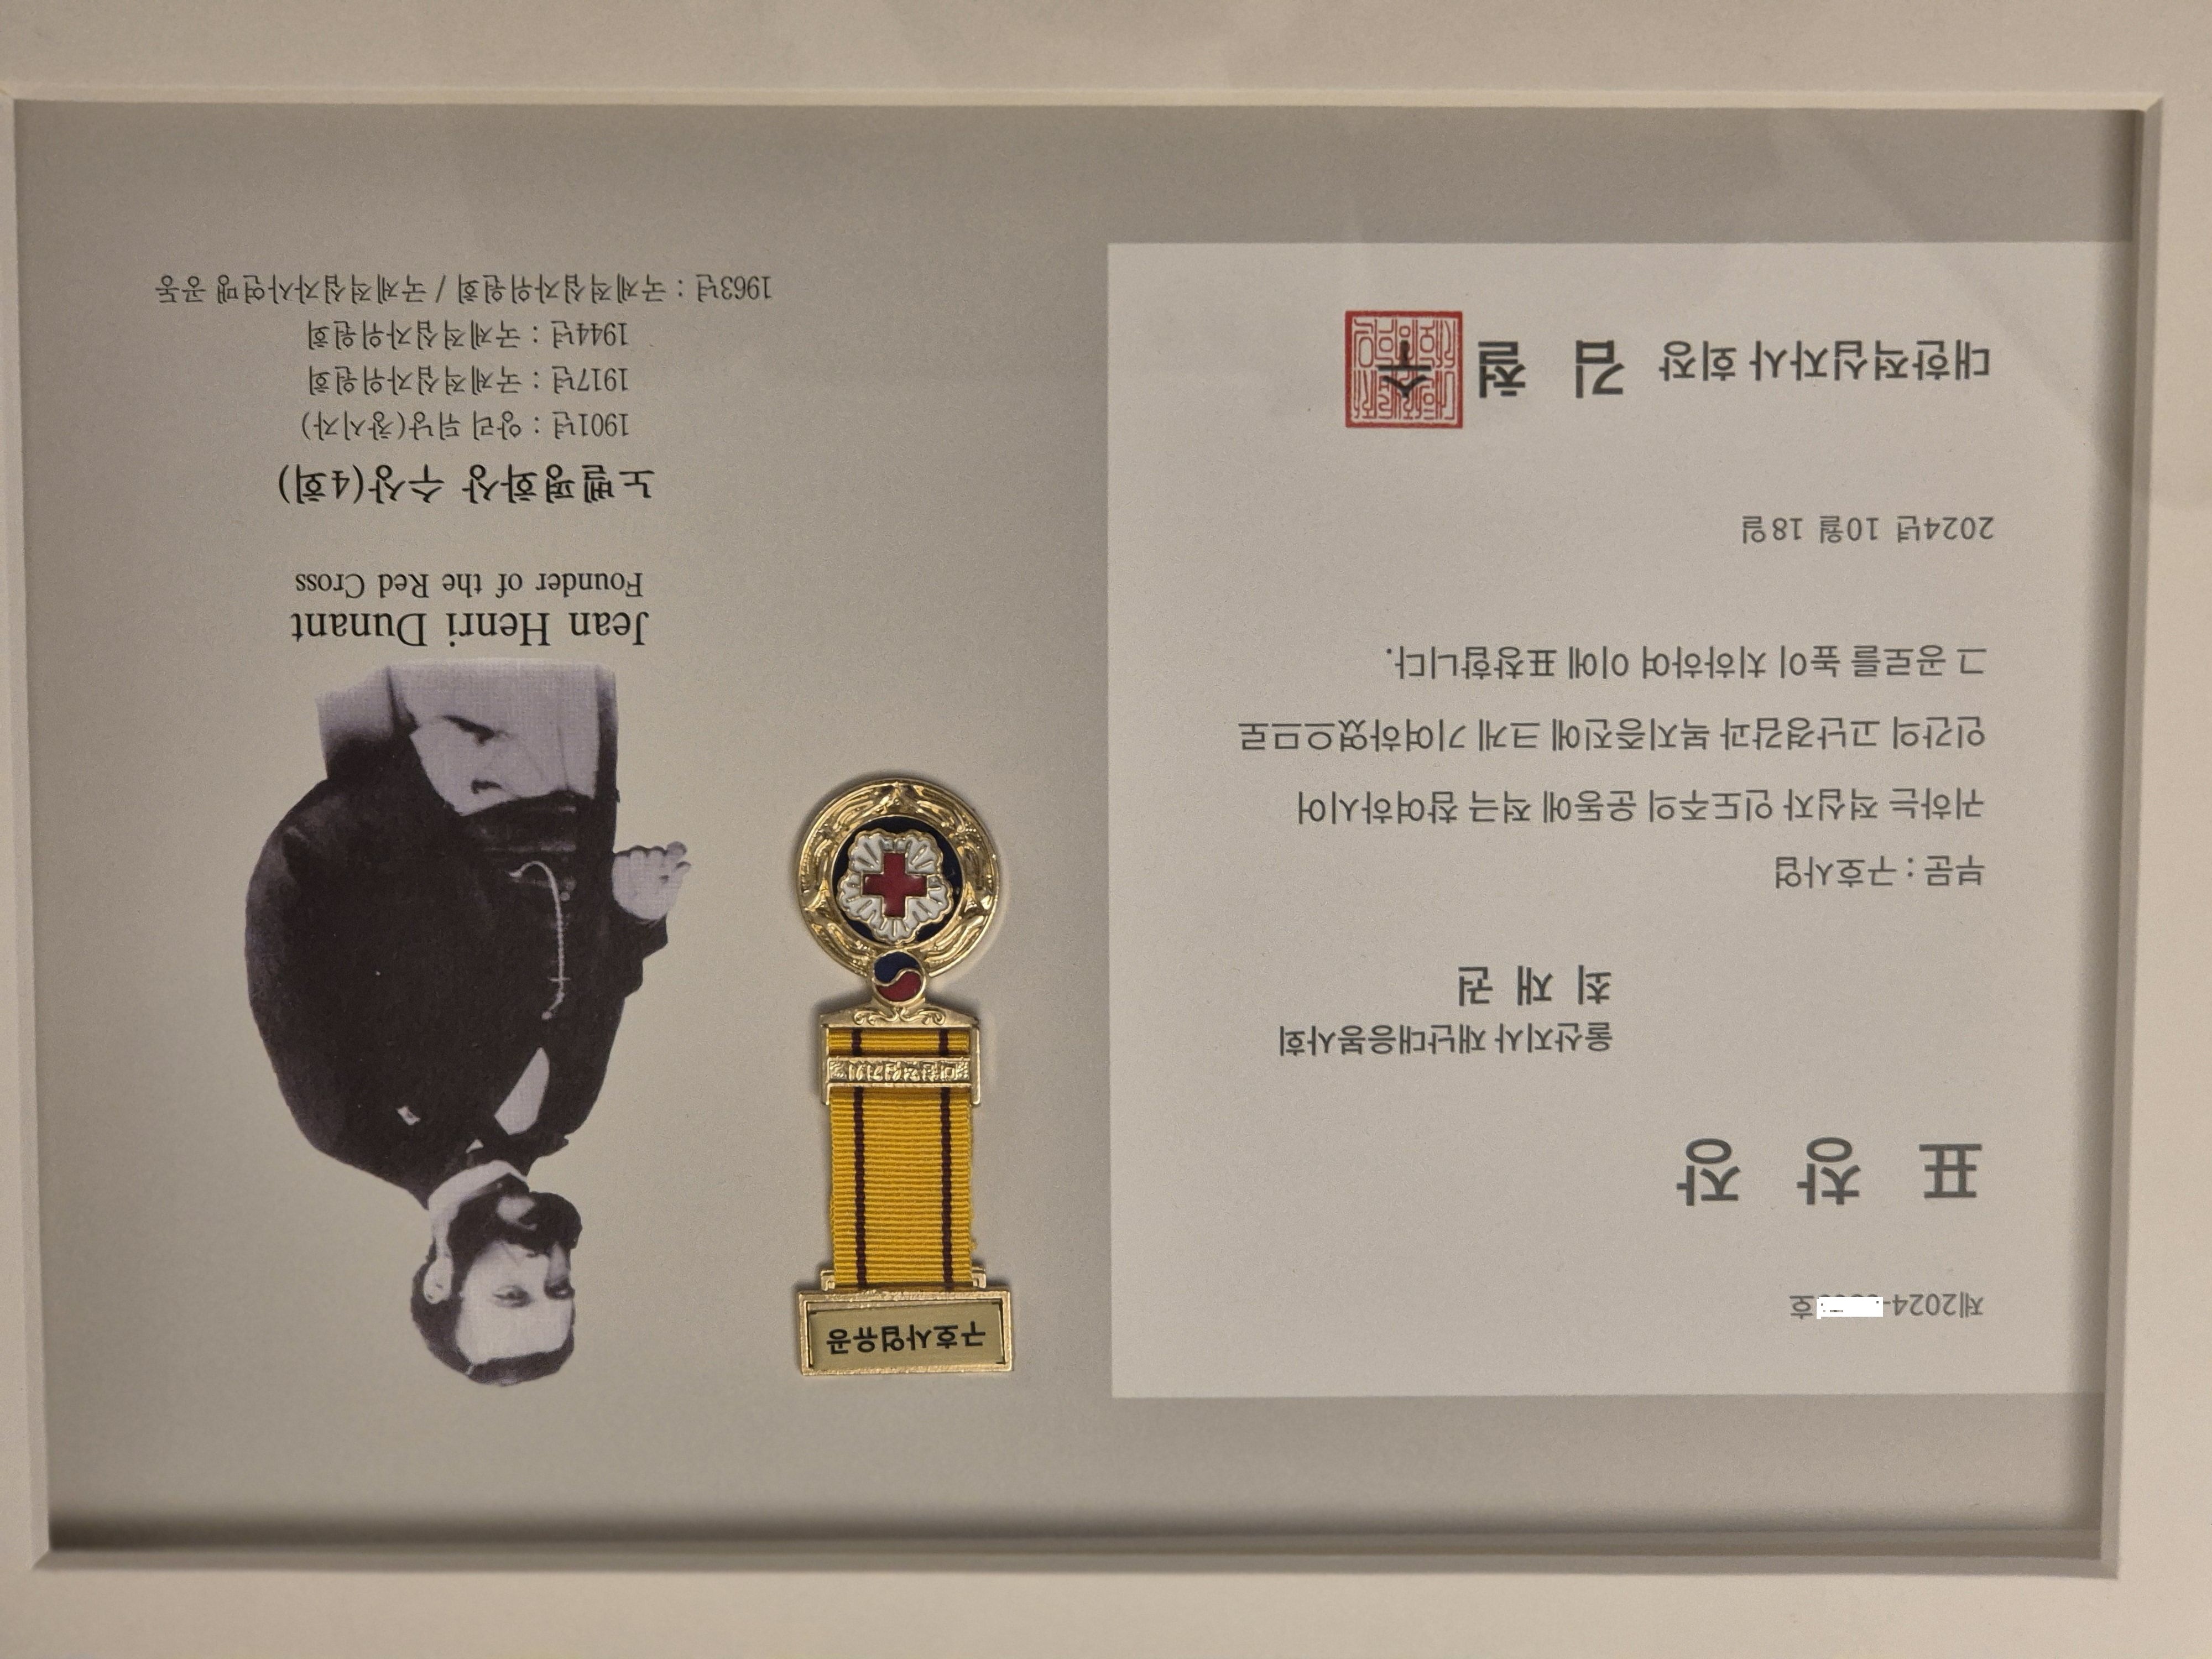 제2024-호
표 창 장
울산지사 재난대응봉사회
최 재 권
부문 : 구호사업
귀하는 적십자 인도주의 운동에 적극 참여하시어
인간의 고난경감과 복지증진에 크게 기여하였으므로
그 공로를 높이 치하하여 이에 표창합니다.
2024년 10월 18일
대한적십자사 회장 김 철 수
구호사업유공
Jean Henri Dunant
Founder of the Red Cross
노벨평화상 수상(4회)
1901년 : 앙리 뒤낭(창시자)
1917년 : 국제적십자위원회
1944년 : 국제적십자위원회
1963년 : 국제적십자위원회 / 국제적십자사연맹 공동